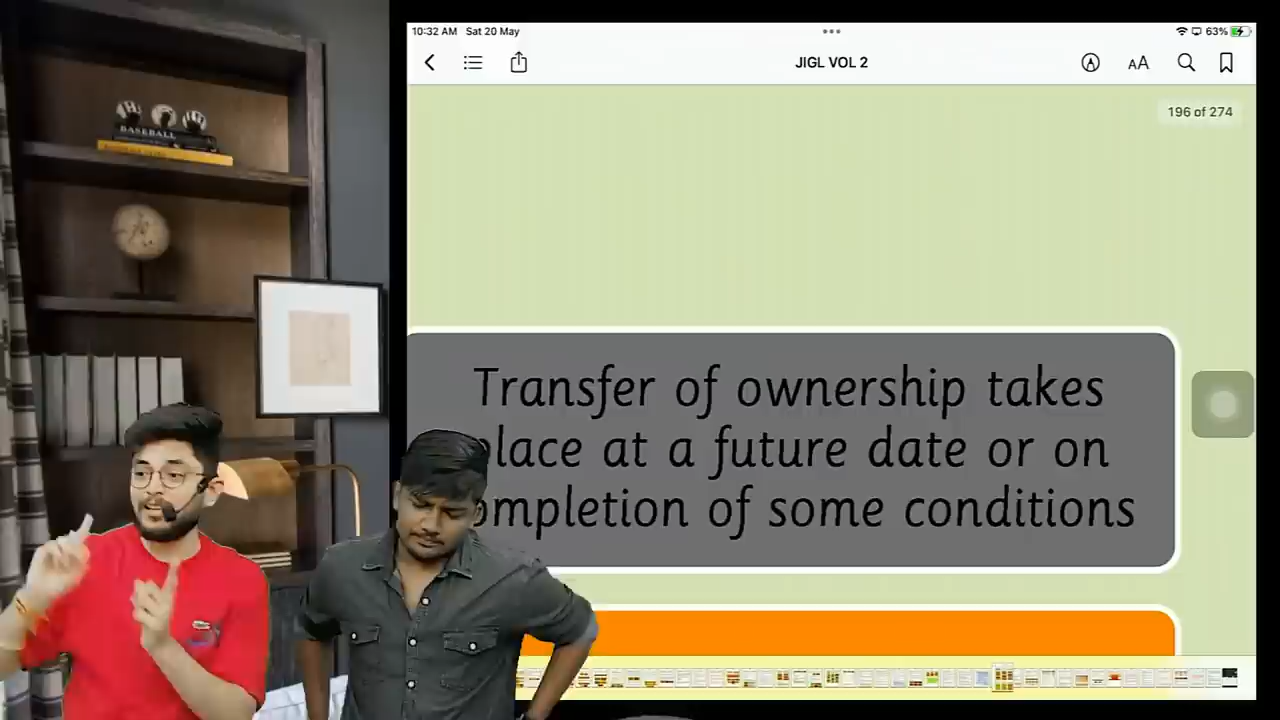 10:32 AM Sat 20 May
63%
JIGL VOL 2
AA
196 of 274
BASEBALL
Transfer of ownership takes
lace at a future date or on
ompletion of some conditions